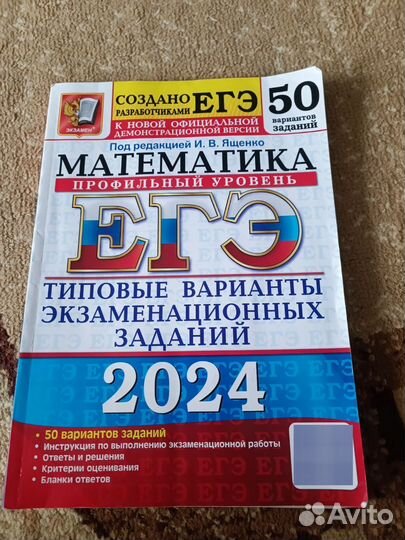 СОЗДАНО
РАЗРАБОТЧИКАМИ ЕГЭ
50
вариантов
заданий
ЭКЗАМЕН
К НОВОЙ ОФИЦИАЛЬНОЙ
ДЕМОНСТРАЦИОННОЙ ВЕРСИИ
Под редакцией И. В. Ященко
МАТЕМАТИКА
ПРОФИЛЬНЫЙ УРОВЕНЬ
ЕГЭ
ТИПОВЫЕ ВАРИАНТЫ
ЭКЗАМЕНАЦИОННЫХ
ЗАДАНИЙ
2024
• 50 вариантов заданий
• Инструкция по выполнению экзаменационной работы
• Ответы и решения
• Критерии оценивания
• Бланки ответов
Avito